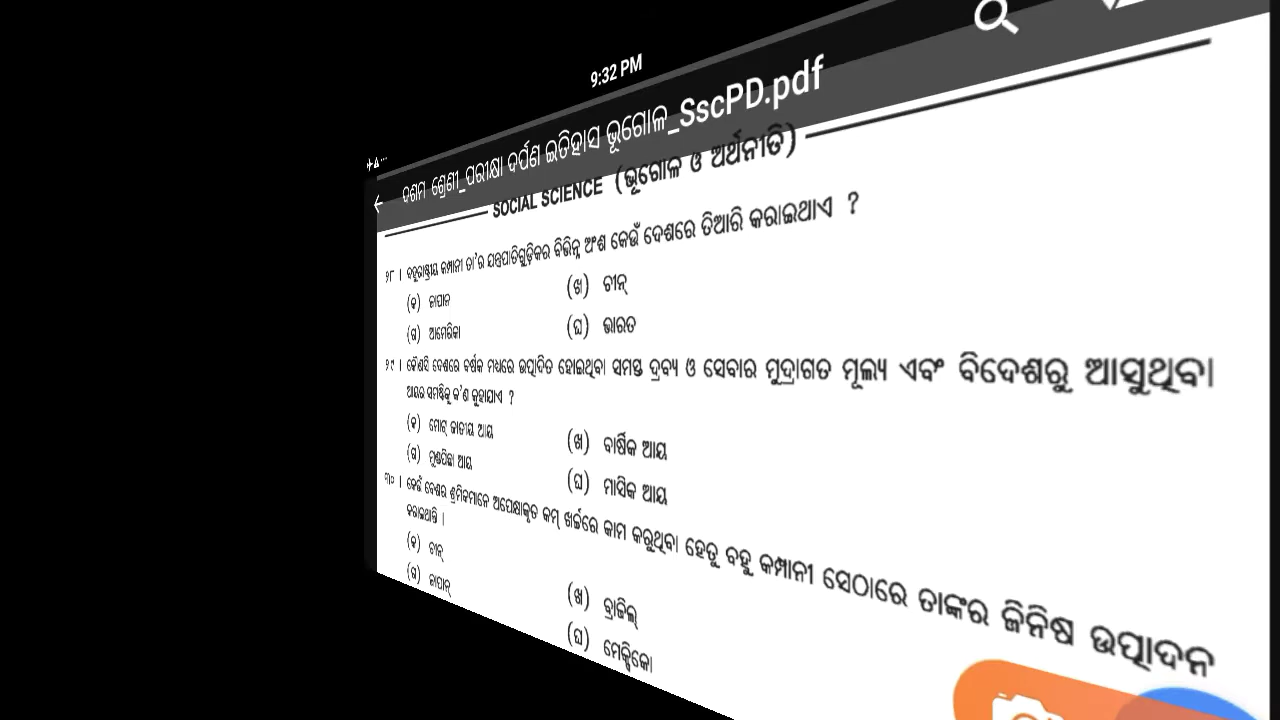 9:32 PM
ଦଶମ ଶ୍ରେଣୀ_ପରୀକ୍ଷା ଦର୍ପଣ ଇତିହାସ ଭୂଗୋଳ_SscPD.pdf
SOCIAL SCIENCE (ଭୂଗୋଳ ଓ ଅର୍ଥନୀତି)
୨୮ । ବହୁରାଷ୍ଟ୍ରୀୟ କମ୍ପାନୀ ତା'ର ଯନ୍ତ୍ରପାତିଗୁଡ଼ିକର ବିଭିନ୍ନ ଅଂଶ କେଉଁ ଦେଶରେ ତିଆରି କରାଇଥାଏ ?
(କ) ଜାପାନ (ଖ) ଚୀନ୍
(ଗ) ଆମେରିକା (ଘ) ଭାରତ
୨୯ । କୌଣସି ଦେଶରେ ବର୍ଷକ ମଧ୍ୟରେ ଉତ୍ପାଦିତ ହୋଇଥିବା ସମସ୍ତ ଦ୍ରବ୍ୟ ଓ ସେବାର ମୁଦ୍ରାଗତ ମୂଲ୍ୟ ଏବଂ ବିଦେଶରୁ ଆସୁଥିବା
ଆୟର ସମଷ୍ଟିକୁ କ'ଣ କୁହାଯାଏ ?
(କ) ମୋଟ୍ ଜାତୀୟ ଆୟ (ଖ) ବାର୍ଷିକ ଆୟ
(ଗ) ମୁଣ୍ଡପିଛା ଆୟ (ଘ) ମାସିକ ଆୟ
୩୦ । କେଉଁ ଦେଶର ଶ୍ରମିକମାନେ ଅପେକ୍ଷାକୃତ କମ୍ ଖର୍ଚ୍ଚରେ କାମ କରୁଥିବା ହେତୁ ବହୁ କମ୍ପାନୀ ସେଠାରେ ତାଙ୍କର ଜିନିଷ ଉତ୍ପାଦନ
କରାଇଥାନ୍ତି ।
(କ) ଚୀନ୍ (ଖ) ବ୍ରାଜିଲ୍
(ଗ) ଜାପାନ୍ (ଘ) ମେକ୍ସିକୋ